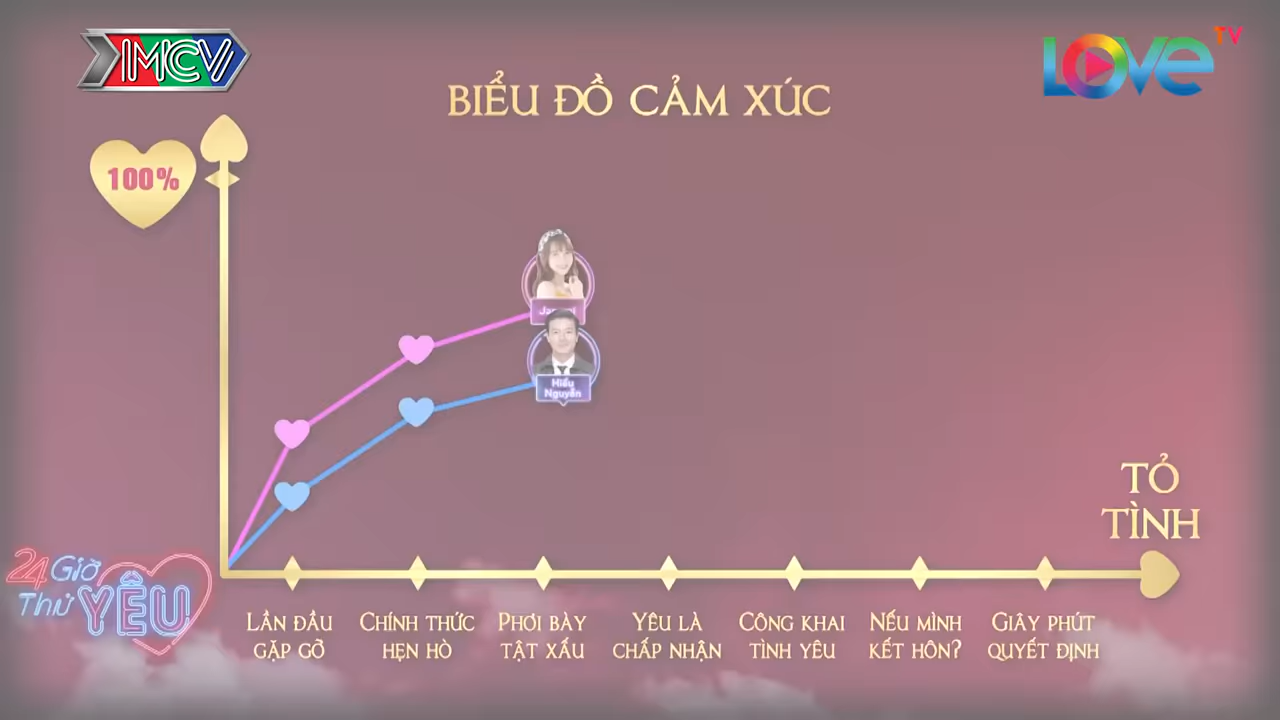 MCV
LOVE TV
BIỂU ĐỒ CẢM XÚC
100%
Hiếu
Nguyễn
TỎ
TÌNH
24 Giờ
Thử YÊU
LẦN ĐẦU
GẶP GỠ
CHÍNH THỨC
HẸN HÒ
PHƠI BÀY
TẬT XẤU
YÊU LÀ
CHẤP NHẬN
CÔNG KHAI
TÌNH YÊU
NẾU MÌNH
KẾT HÔN?
GIÂY PHÚT
QUYẾT ĐỊNH